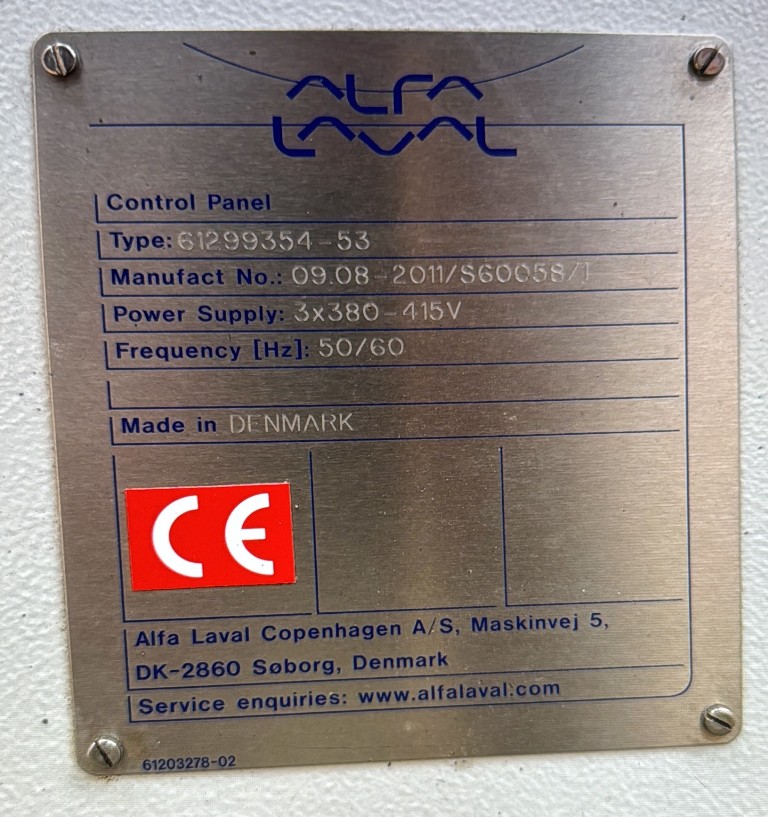 ALFA
LAVAL
Control Panel
Type: 61299354-53
Manufact No.: 09.08-2011/S60058/1
Power Supply: 3x380-415V
Frequency [Hz]: 50/60
Made in DENMARK
CE
Alfa Laval Copenhagen A/S, Maskinvej 5,
DK-2860 Søborg, Denmark
Service enquiries: www.alfalaval.com
61203278-02